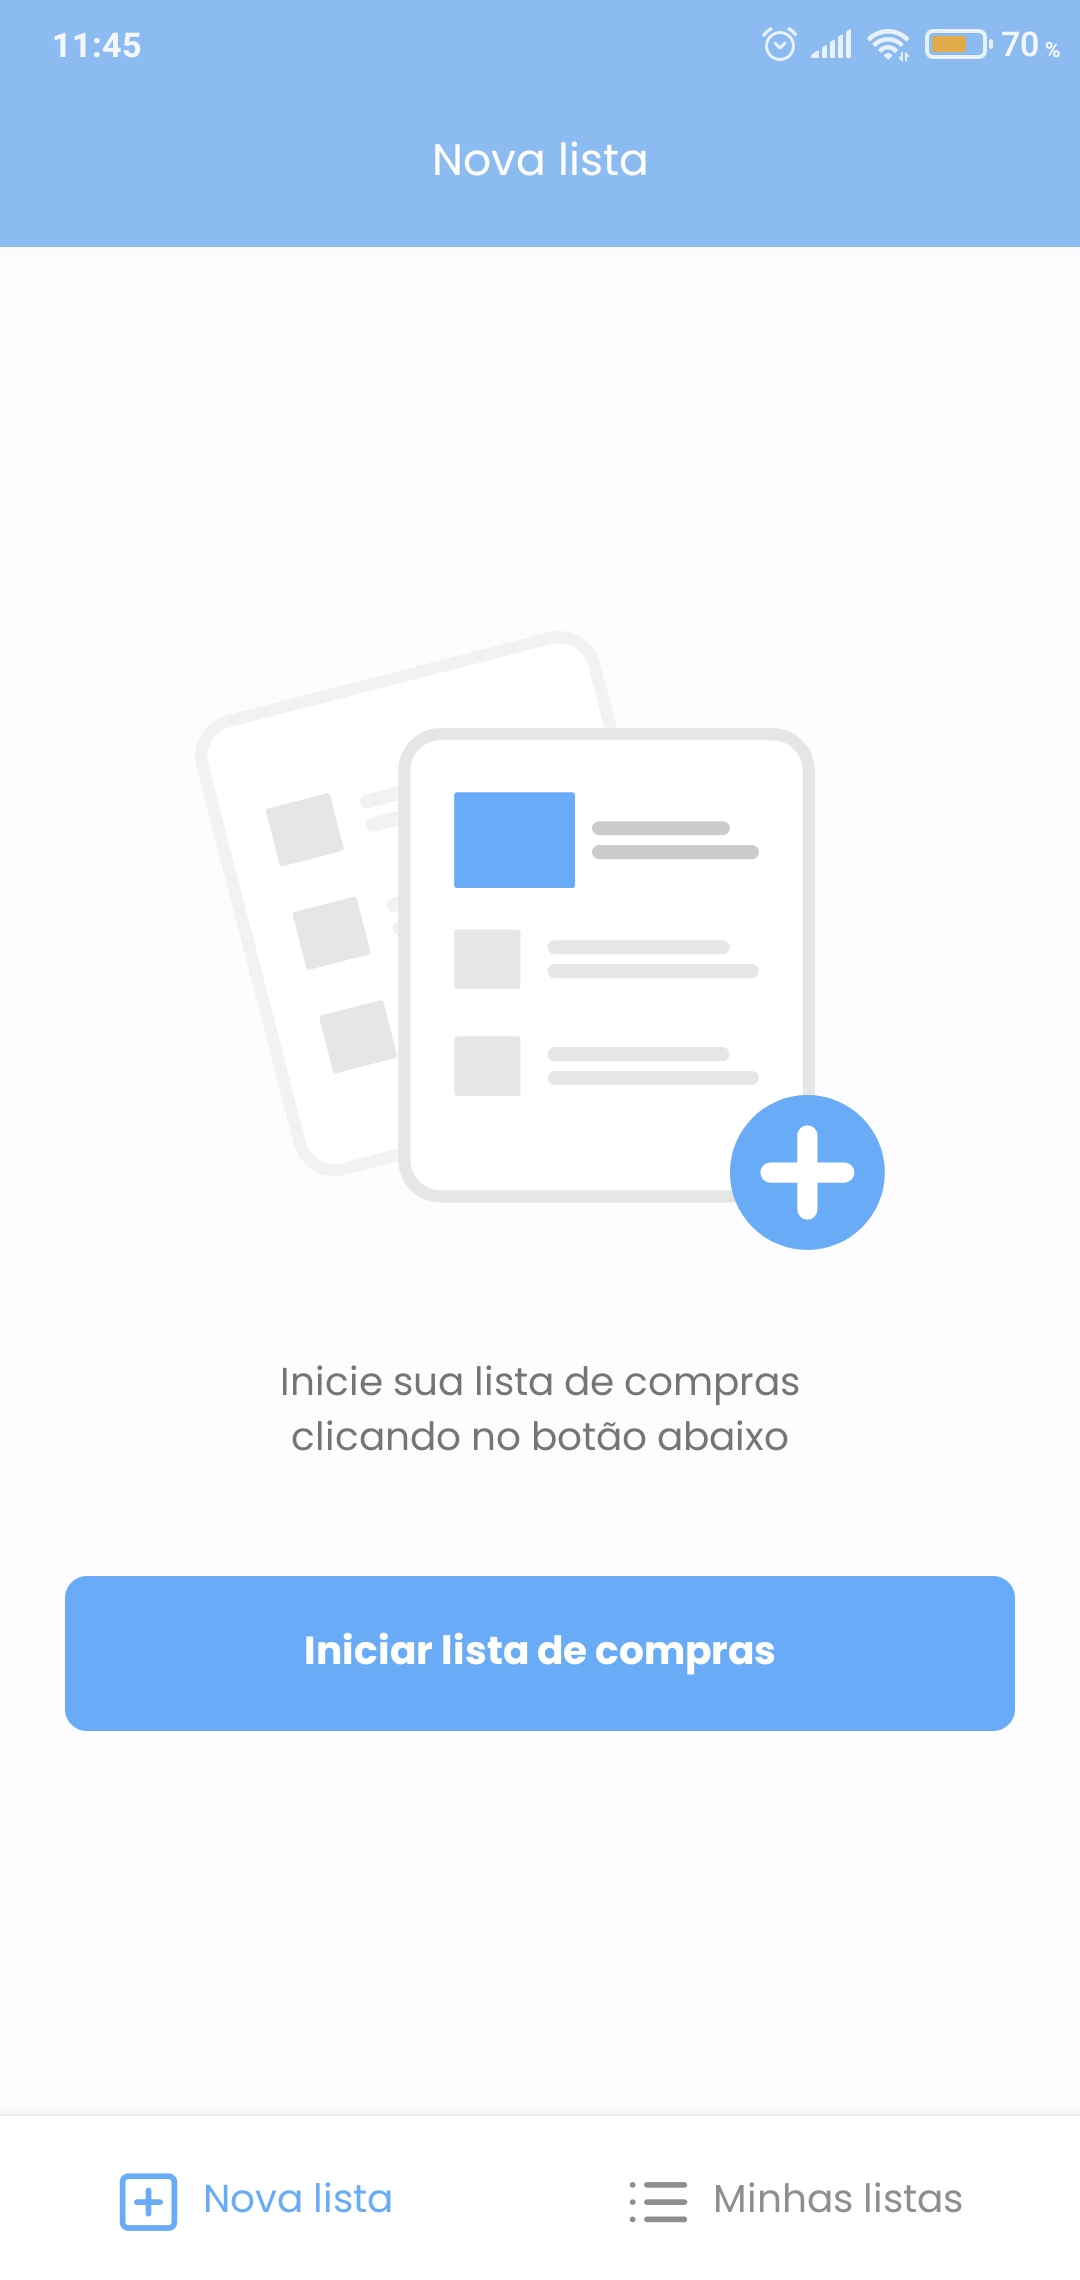 11:45
70 %
Nova lista
Inicie sua lista de compras
clicando no botão abaixo
Iniciar lista de compras
Nova lista
Minhas listas